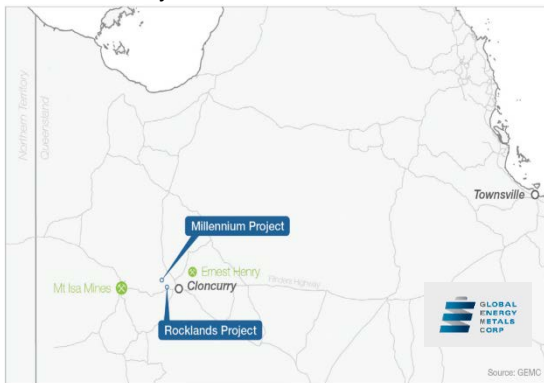 Northern Territory
Queensland
Townsville
Millennium Project
Ernest Henry
Mt Isa Mines
Cloncurry
Flinders Highway
Rocklands Project
GLOBAL
ENERGY
METALS
CORP
Source: GEMC